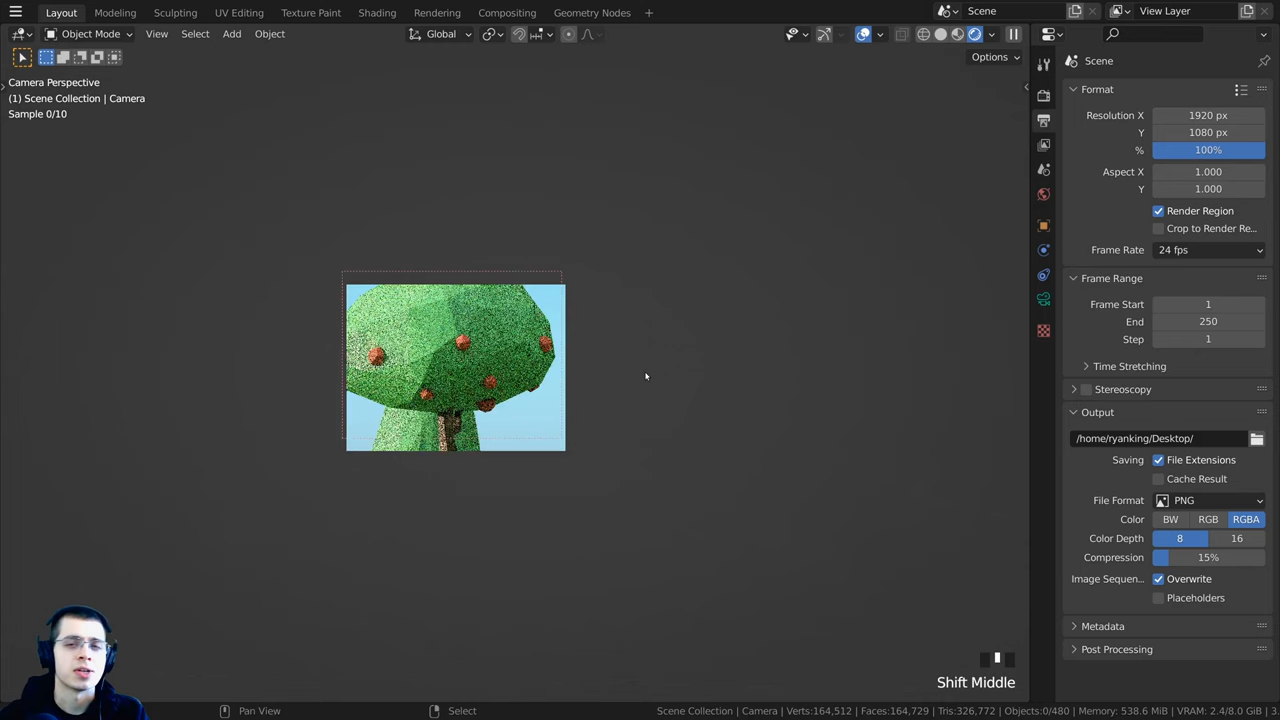 Layout Modeling Sculpting UV Editing Texture Paint Shading Rendering Compositing Geometry Nodes + Scene View Layer
Object Mode View Select Add Object Global
Options
Camera Perspective
(1) Scene Collection | Camera
Sample 0/10
Scene
Format
Resolution X 1920 px
Y 1080 px
% 100%
Aspect X 1.000
Y 1.000
Render Region
Crop to Render Re...
Frame Rate 24 fps
Frame Range
Frame Start 1
End 250
Step 1
Time Stretching
Stereoscopy
Output
/home/ryanking/Desktop/
Saving File Extensions
Cache Result
File Format PNG
Color BW RGB RGBA
Color Depth 8 16
Compression 15%
Image Sequen... Overwrite
Placeholders
Metadata
Post Processing
Shift Middle
Pan View Select Scene Collection | Camera Verts:164,512 | Faces:164,729 | Tris:326,772 | Objects:0/480 | Memory: 538.6 MiB | VRAM: 2.4/8.0 GiB | 3.